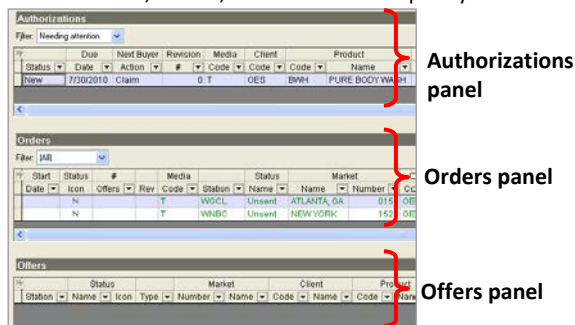 Authorizations
Filter: Needing attention
Due Next Buyer Revision Media Client Product
Status Date Action # Code Code Code Name
New 7/30/2010 Claim 0 T OES BWH PURE BODY WASH
Authorizations
panel
Orders
Filter: [All]
Start Status # Media Status Market
Date Icon Offers Rev Code Station Name Name Number
N T WGCL Unsent ATLANTA, GA 015
N T WNBC Unsent NEW YORK 152
Orders panel
Offers
Status Market Client
Station Name Icon Type Number Name Code Name Code
Offers panel